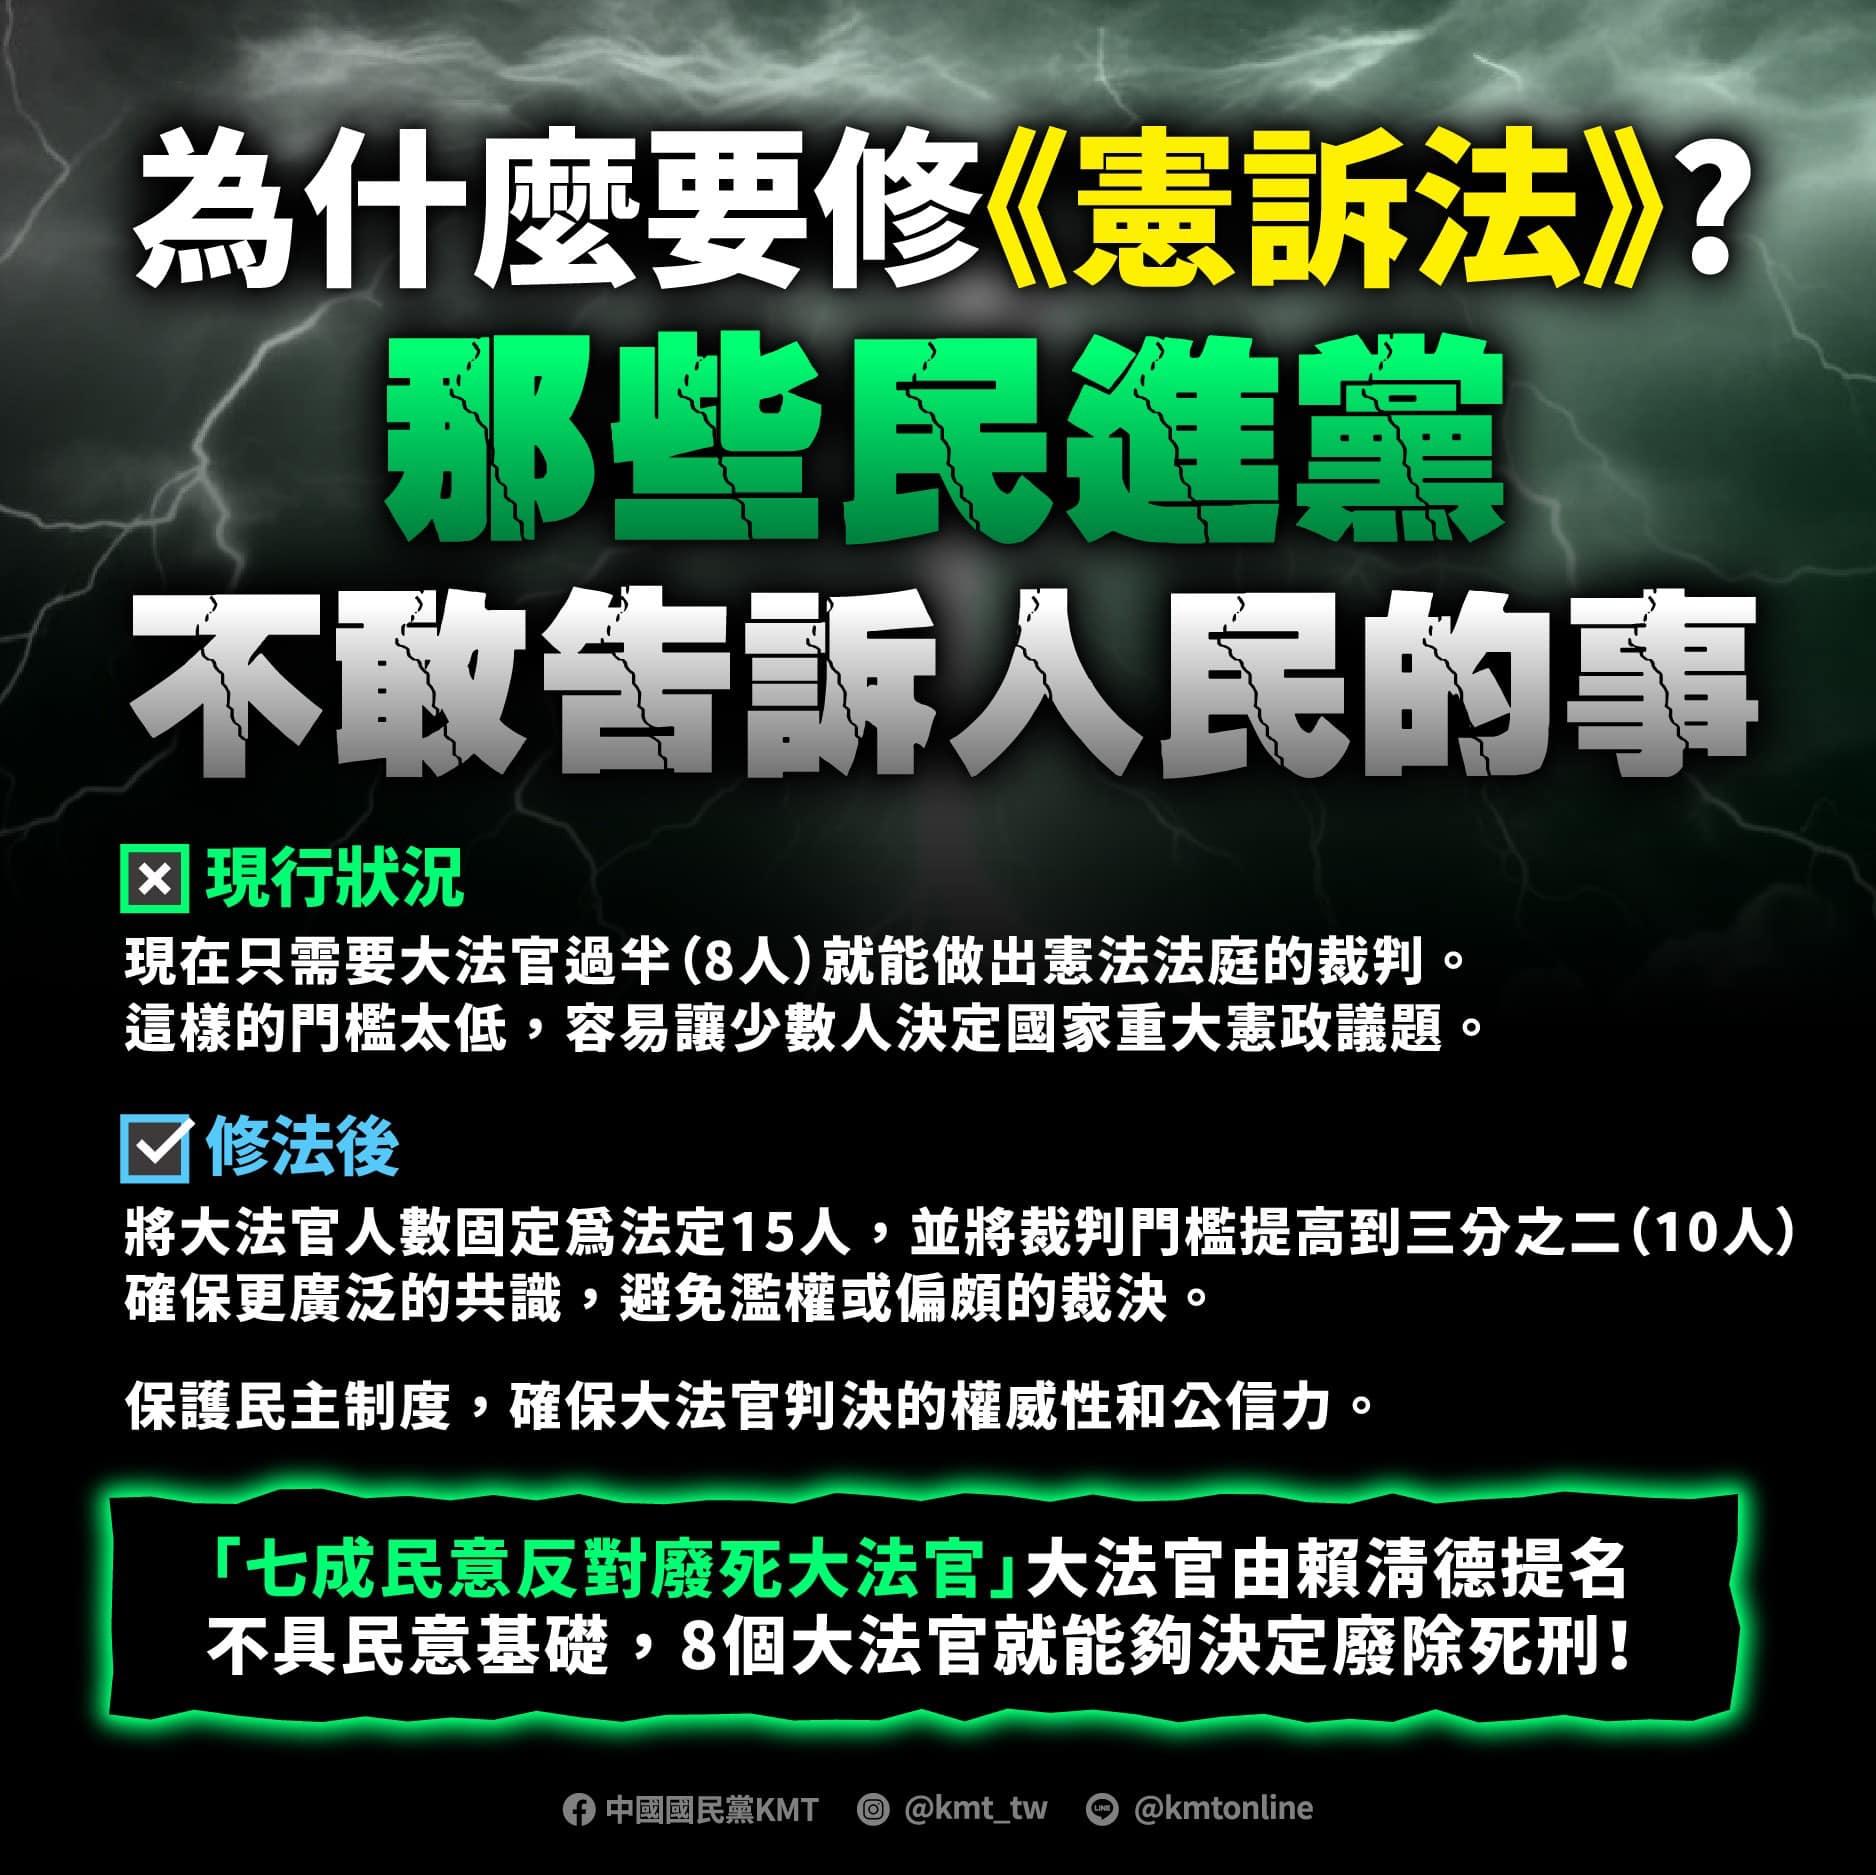 為什麼要修《憲訴法》?
那些民進黨
不敢告訴人民的事
現行狀況
現在只需要大法官過半(8人)就能做出憲法法庭的裁判。
這樣的門檻太低，容易讓少數人決定國家重大憲政議題。
修法後
將大法官人數固定為法定15人，並將裁判門檻提高到三分之二(10人)
確保更廣泛的共識，避免濫權或偏頗的裁決。
保護民主制度，確保大法官判決的權威性和公信力。
「七成民意反對廢死大法官」大法官由賴清德提名
不具民意基礎，8個大法官就能夠決定廢除死刑！
中國國民黨KMT @kmt_tw LINE @kmtonline